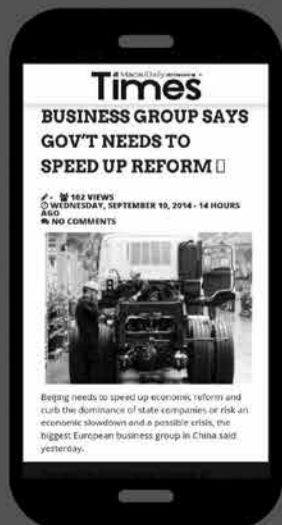 MacauDaily
Times
BUSINESS GROUP SAYS
GOV'T NEEDS TO
SPEED UP REFORM
102 VIEWS
WEDNESDAY, SEPTEMBER 10, 2014 - 14 HOURS
AGO
NO COMMENTS
Beijing needs to speed up economic reform and
curb the dominance of state companies or risk an
economic slowdown and a possible crisis, the
biggest European business group in China said
yesterday.